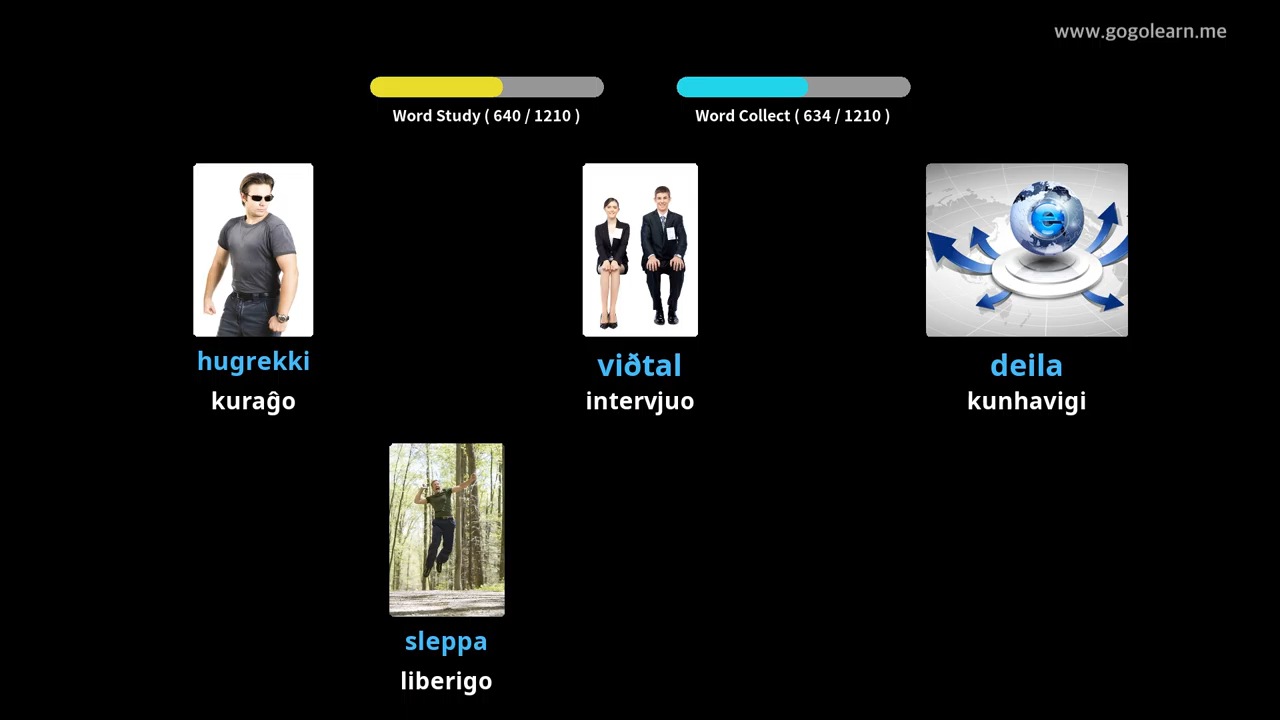 www.gogolearn.me
Word Study ( 640 / 1210 )
Word Collect ( 634 / 1210 )
hugrekki
kuraĝo
viðtal
intervjuo
deila
kunhavigi
sleppa
liberigo